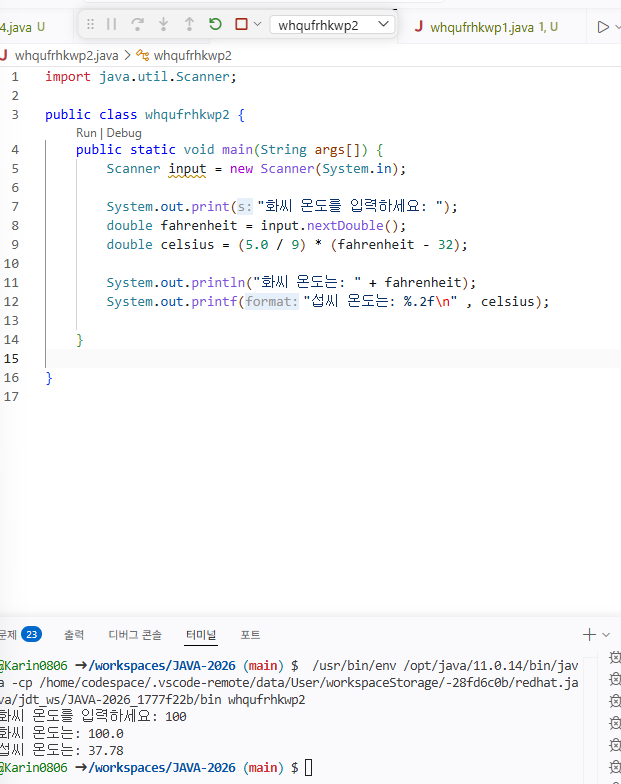 4.java U
whqufrhkwp2
J whqufrhkwp1.java 1, U
J whqufrhkwp2.java > whqufrhkwp2
1 import java.util.Scanner;
2
3 public class whqufrhkwp2 {
Run | Debug
4 public static void main(String args[]) {
5 Scanner input = new Scanner(System.in);
6
7 System.out.print(s: "화씨 온도를 입력하세요: ");
8 double fahrenheit = input.nextDouble();
9 double celsius = (5.0 / 9) * (fahrenheit - 32);
10
11 System.out.println("화씨 온도는: " + fahrenheit);
12 System.out.printf(format: "섭씨 온도는: %.2f\n" , celsius);
13
14 }
15
16 }
17
문제 23 출력 디버그 콘솔 터미널 포트
@Karin0806 ➜/workspaces/JAVA-2026 (main) $  /usr/bin/env /opt/java/11.0.14/bin/jav
a -cp /home/codespace/.vscode-remote/data/User/workspaceStorage/-28fd6c0b/redhat.ja
va/jdt_ws/JAVA-2026_1777f22b/bin whqufrhkwp2
화씨 온도를 입력하세요: 100
화씨 온도는: 100.0
섭씨 온도는: 37.78
@Karin0806 ➜/workspaces/JAVA-2026 (main) $